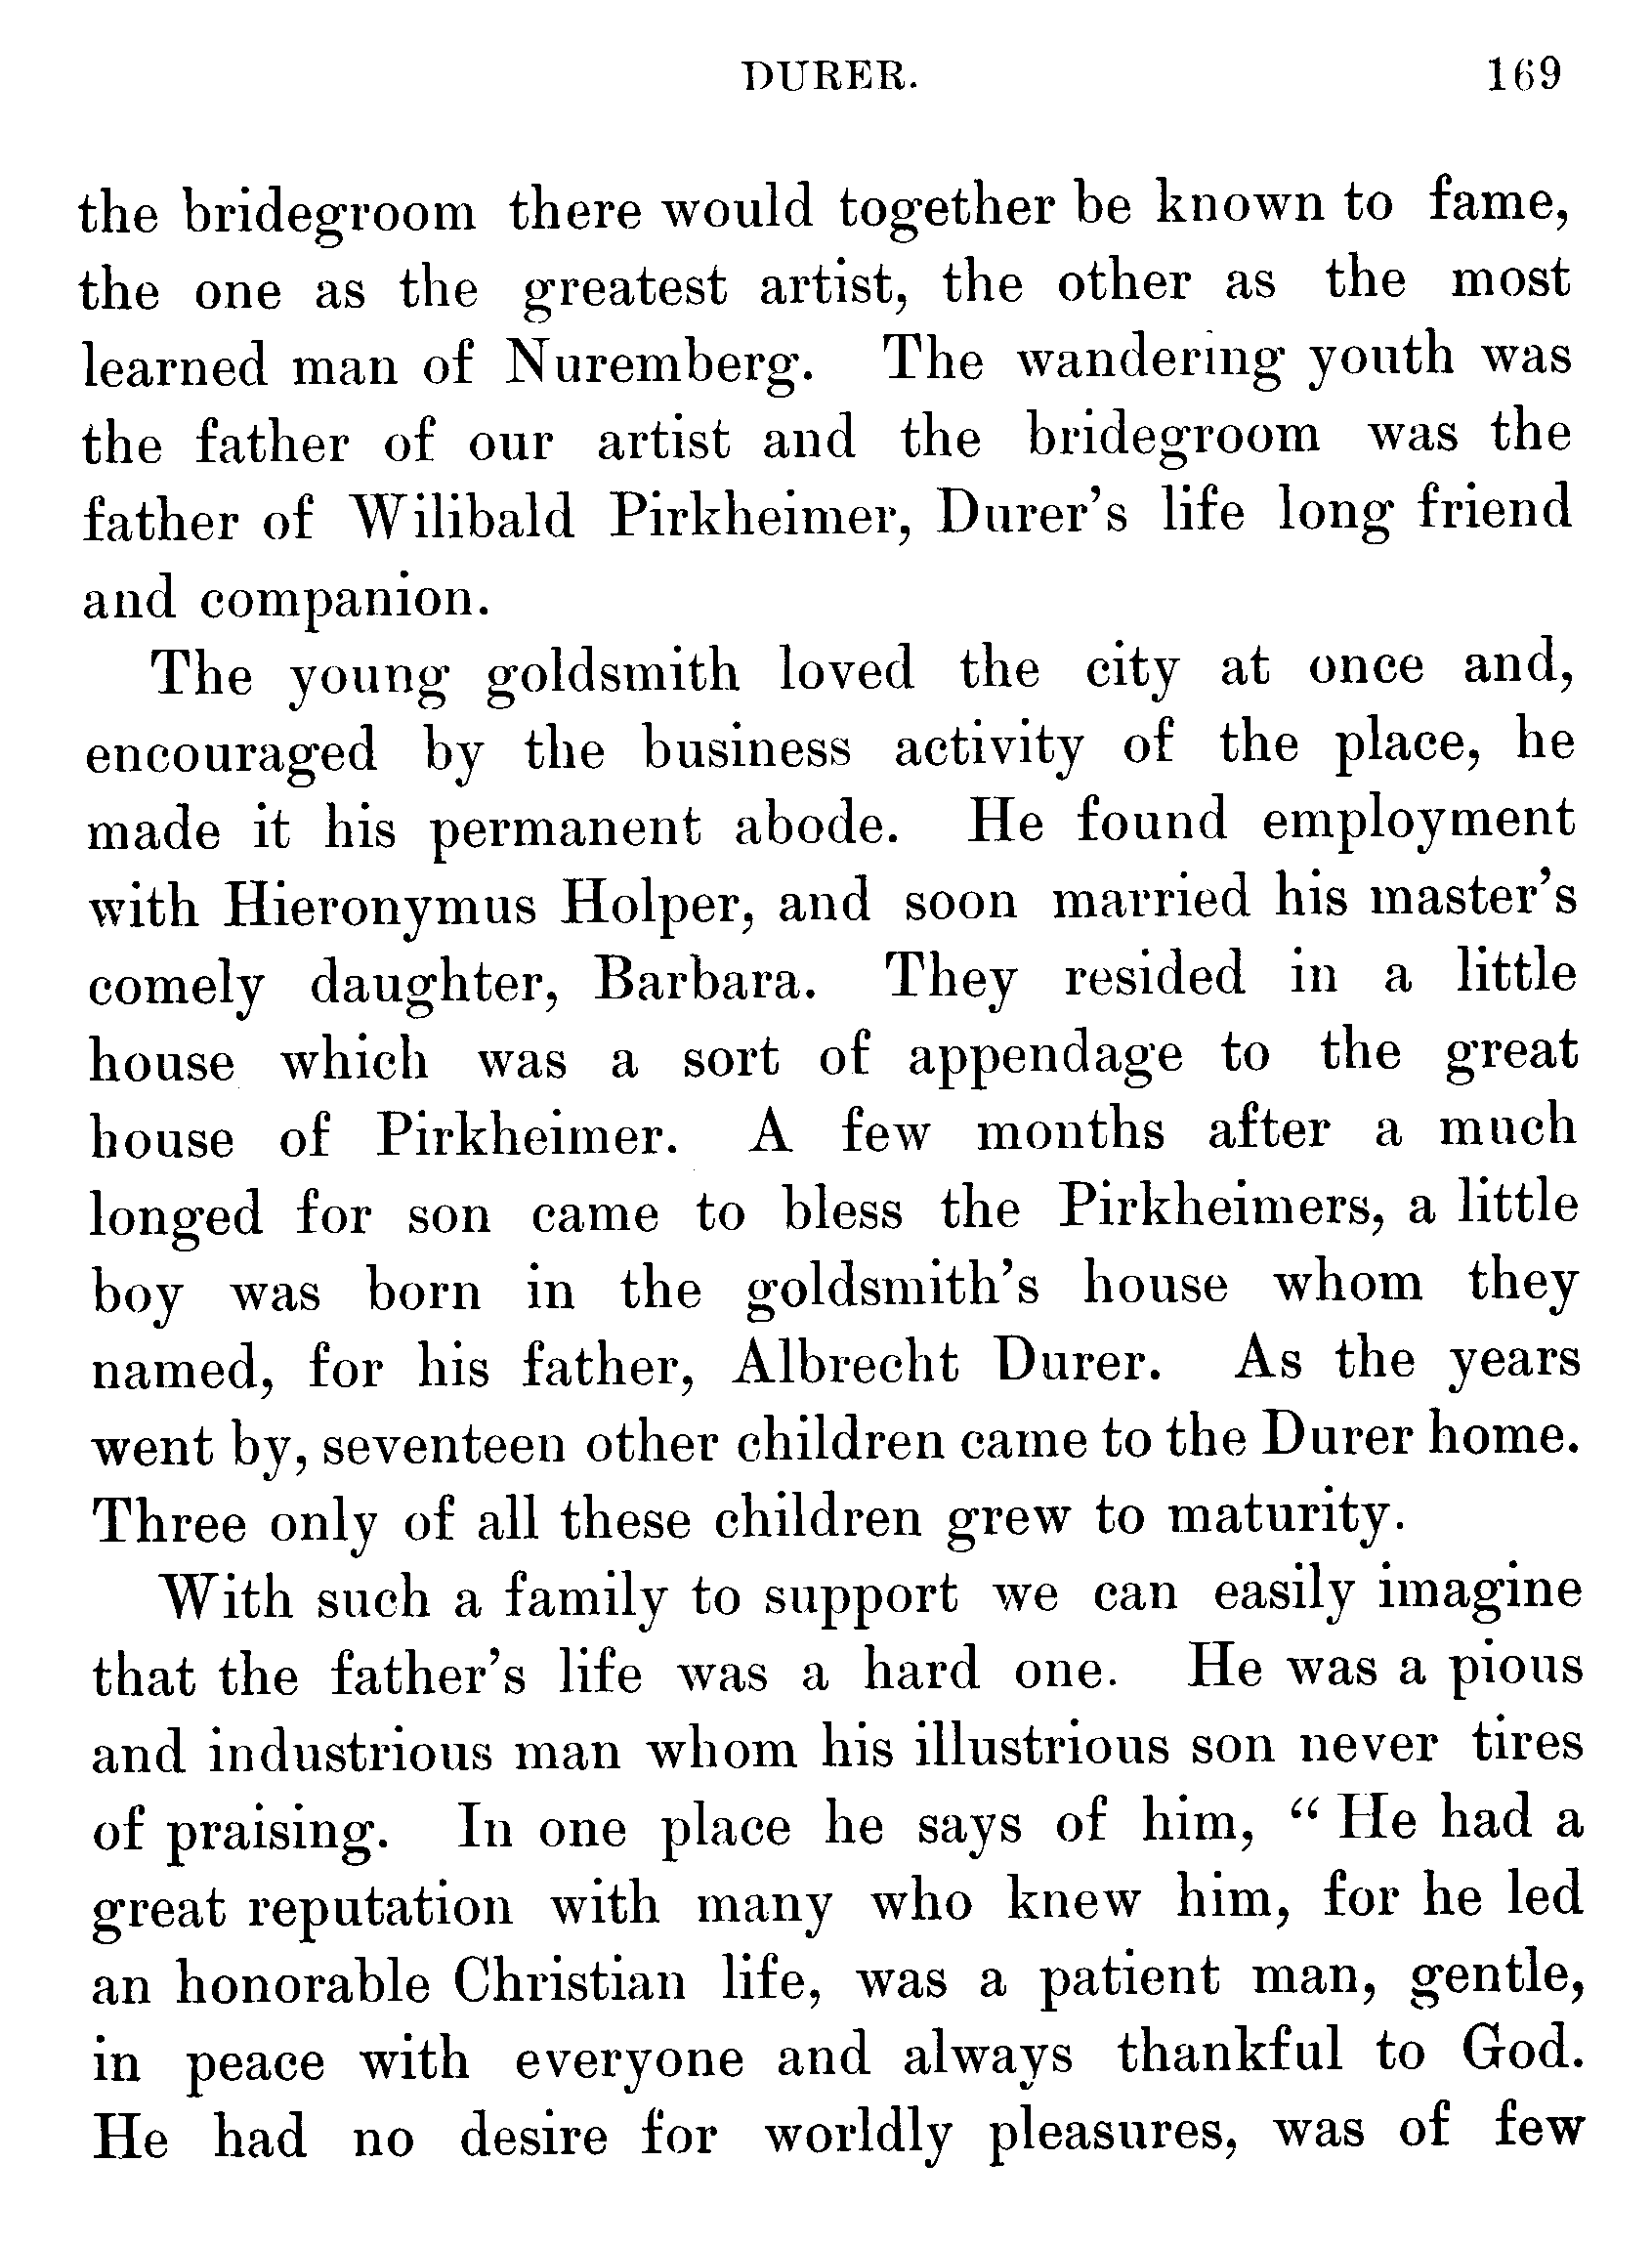 DURER. 169
the bridegroom there would together be known to fame,
the one as the greatest artist, the other as the most
learned man of Nuremberg. The wandering youth was
the father of our artist and the bridegroom was the
father of Wilibald Pirkheimer, Durer's life long friend
and companion.
The young goldsmith loved the city at once and,
encouraged by the business activity of the place, he
made it his permanent abode. He found employment
with Hieronymus Holper, and soon married his master's
comely daughter, Barbara. They resided in a little
house which was a sort of appendage to the great
house of Pirkheimer. A few months after a much
longed for son came to bless the Pirkheimers, a little
boy was born in the goldsmith's house whom they
named, for his father, Albrecht Durer. As the years
went by, seventeen other children came to the Durer home.
Three only of all these children grew to maturity.
With such a family to support we can easily imagine
that the father's life was a hard one. He was a pious
and industrious man whom his illustrious son never tires
of praising. In one place he says of him, “ He had a
great reputation with many who knew him, for he led
an honorable Christian life, was a patient man, gentle,
in peace with everyone and always thankful to God.
He had no desire for worldly pleasures, was of few